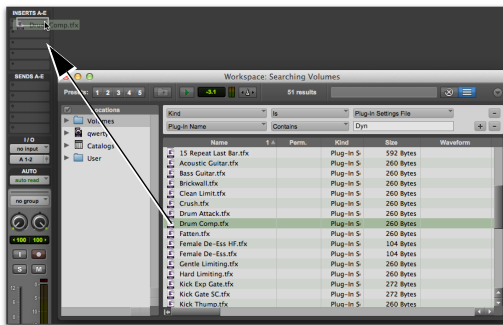 INSERTS A-E
Drum Comp.tfx
SENDS A-E
I / O
no input
A 1-2
AUTO
auto read
no group
100 100
I
S M
Workspace: Searching Volumes
Presets: 1 2 3 4 5 -3.1 51 results
Locations
Volumes
qwerty
Catalogs
User
Kind Is Plug-In Settings File -
Plug-In Name Contains Dyn + -
Name 1 Perm. Kind Size Waveform
15 Repeat Last Bar.tfx Plug-In S 592 Bytes
Acoustic Guitar.tfx Plug-In S 260 Bytes
Bass Guitar.tfx Plug-In S 260 Bytes
Brickwall.tfx Plug-In S 260 Bytes
Clean Limit.tfx Plug-In S 260 Bytes
Crush.tfx Plug-In S 260 Bytes
Drum Attack.tfx Plug-In S 260 Bytes
Drum Comp.tfx Plug-In S 260 Bytes
Fatten.tfx Plug-In S 260 Bytes
Female De-Ess HF.tfx Plug-In S 104 Bytes
Female De-Ess.tfx Plug-In S 104 Bytes
Gentle Limiting.tfx Plug-In S 260 Bytes
Hard Limiting.tfx Plug-In S 260 Bytes
Kick Exp Gate.tfx Plug-In S 272 Bytes
Kick Gate SC.tfx Plug-In S 272 Bytes
Kick Thump.tfx Plug-In S 260 Bytes